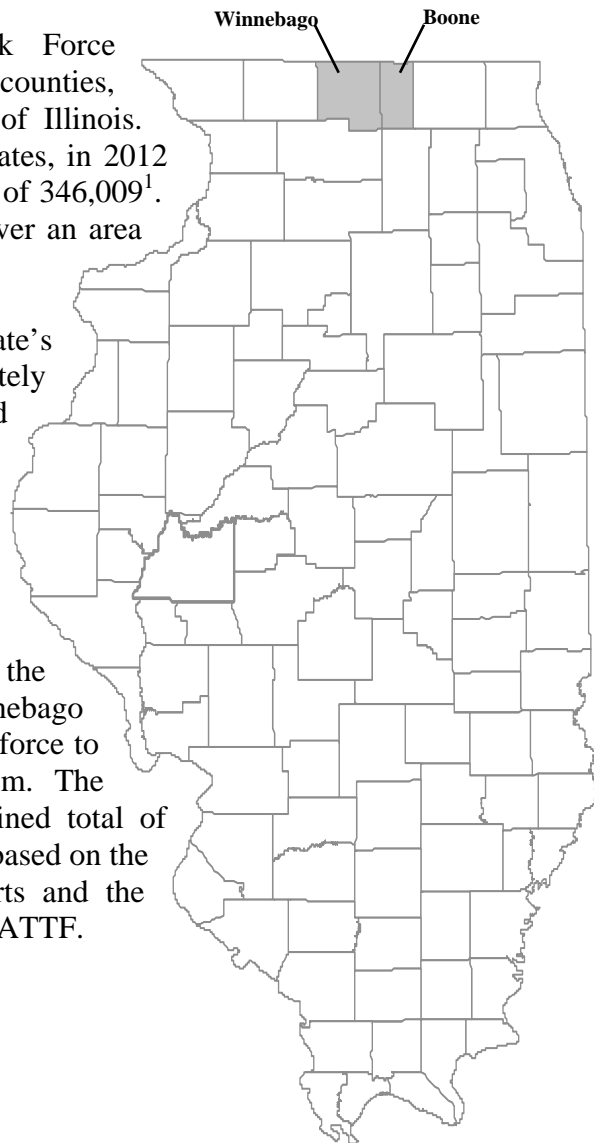 Winnebago
Boone
k Force
counties,
of Illinois.
ates, in 2012
of 346,009¹.
ver an area
ate's
tely
d
the
nebago
force to
m. The
ined total of
based on the
rts and the
ATTF.